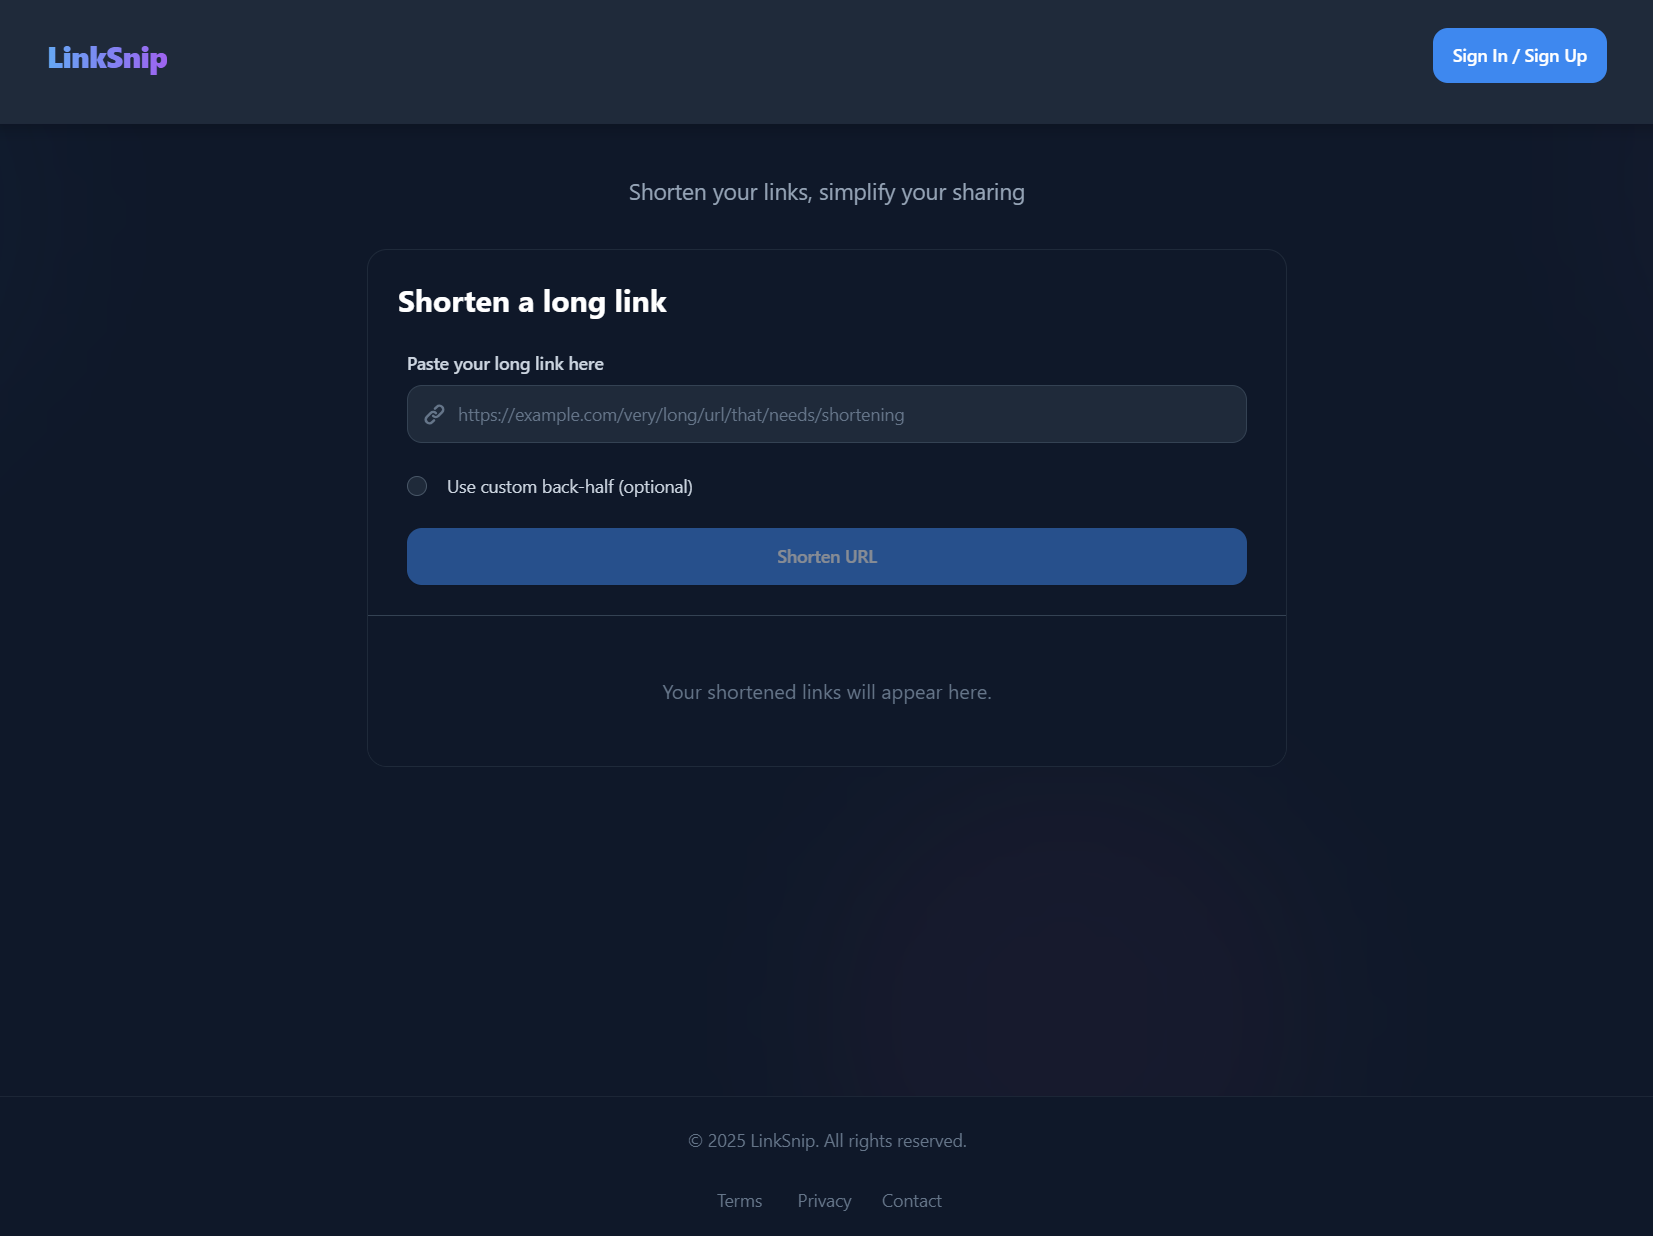 LinkSnip
Sign In / Sign Up
Shorten your links, simplify your sharing
Shorten a long link
Paste your long link here
https://example.com/very/long/url/that/needs/shortening
Use custom back-half (optional)
Shorten URL
Your shortened links will appear here.
© 2025 LinkSnip. All rights reserved.
Terms Privacy Contact